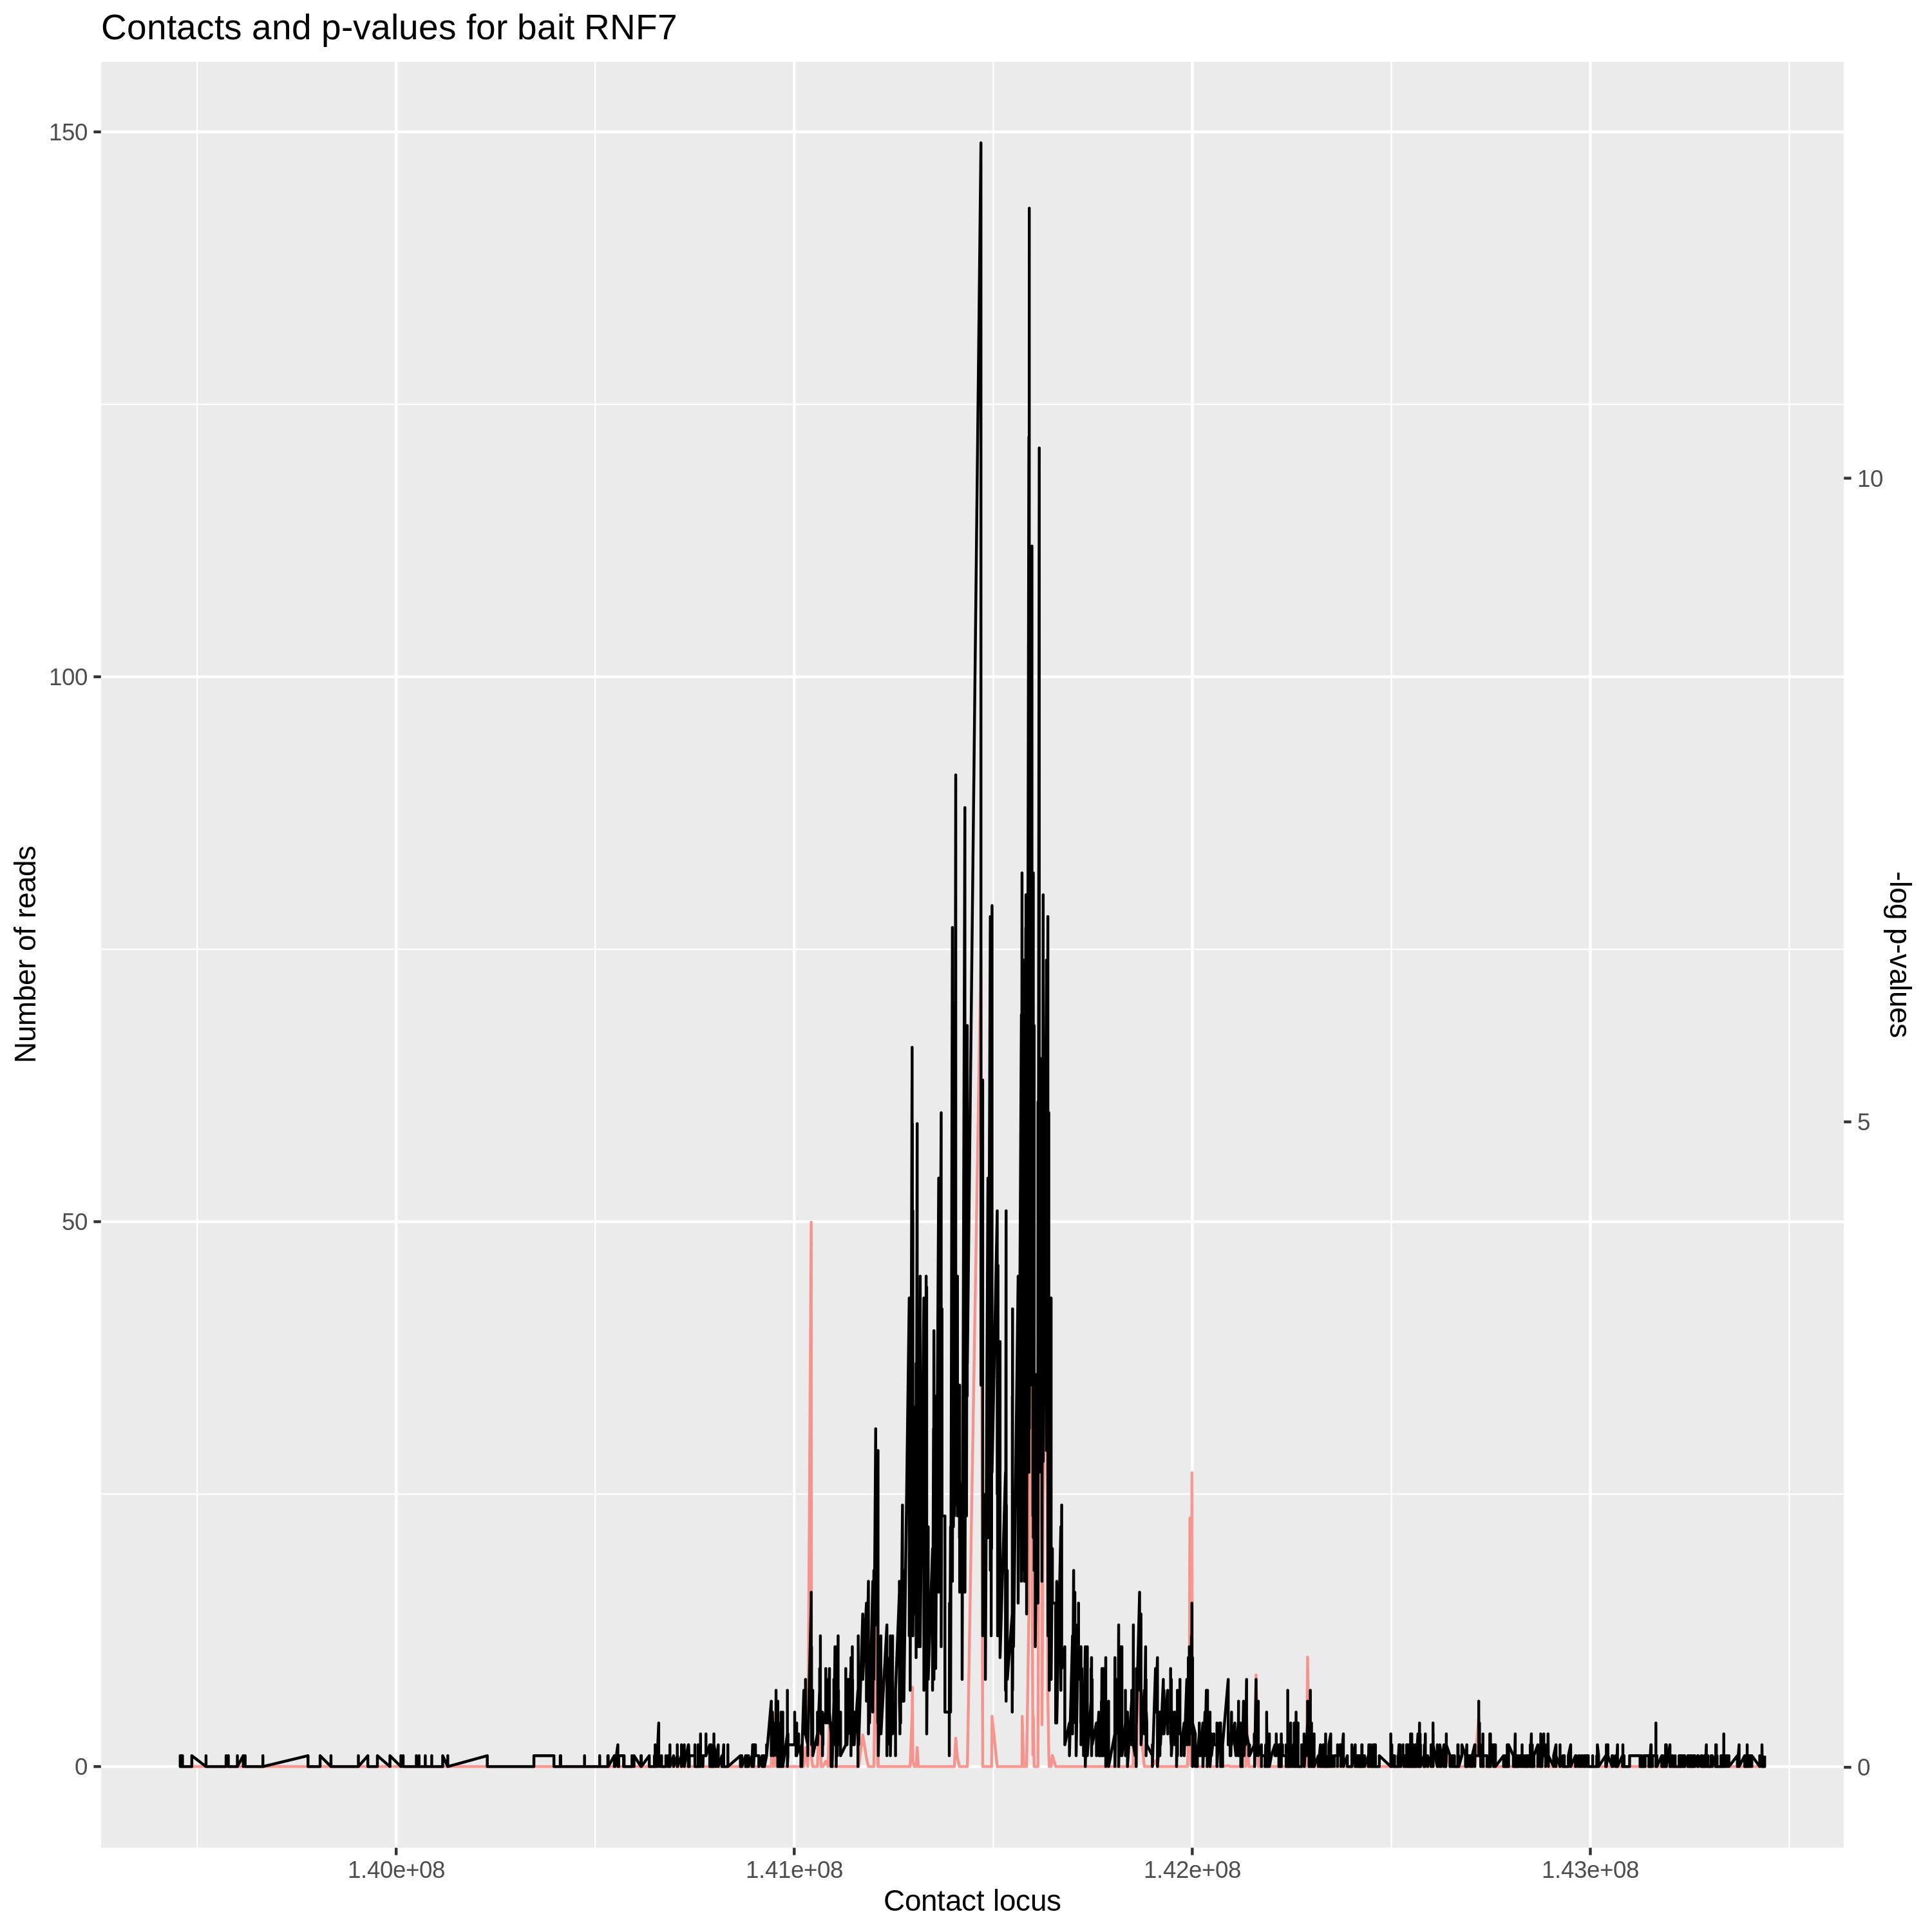 Contacts and p-values for bait RNF7
150
100
50
0
Number of reads
10
5
0
-log p-values
1.40e+08 1.41e+08 1.42e+08 1.43e+08
Contact locus